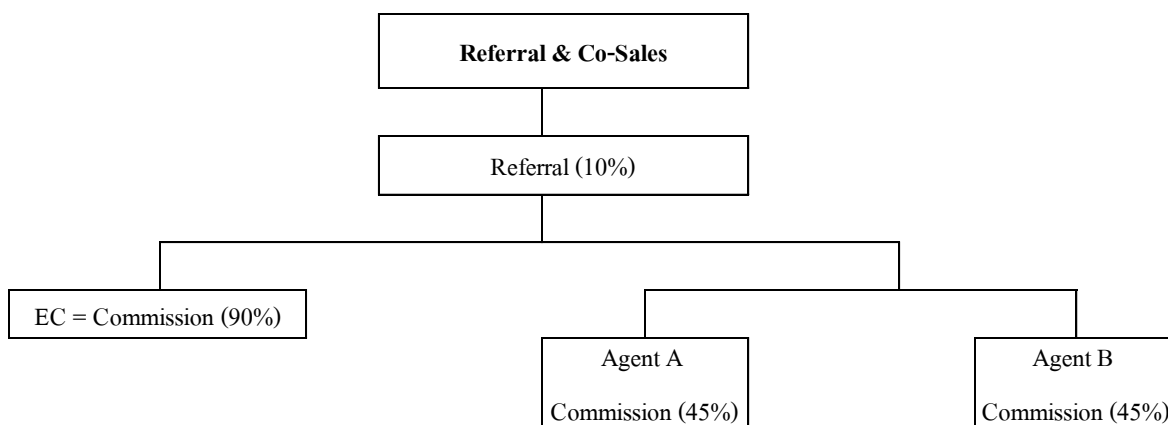 Referral & Co-Sales
Referral (10%)
EC = Commission (90%)
Agent A
Commission (45%)
Agent B
Commission (45%)